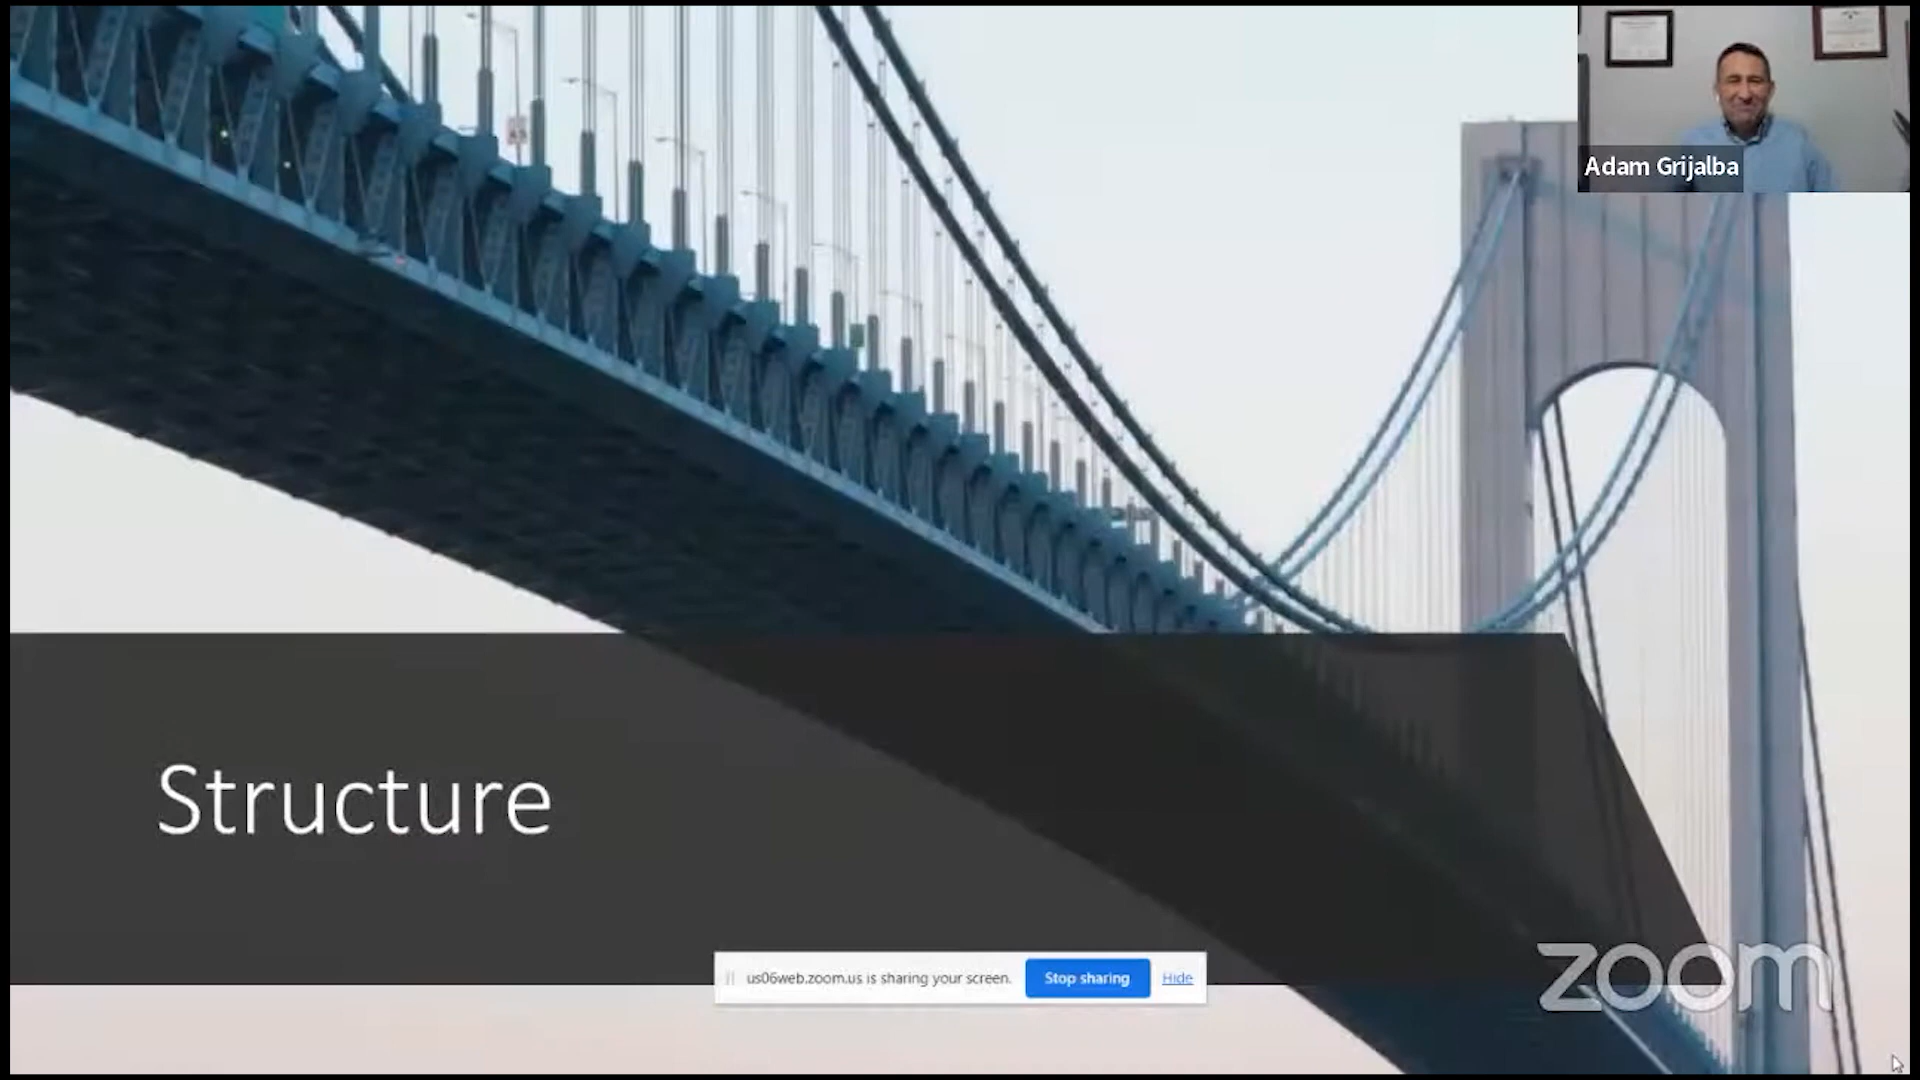 Adam Grijalba
Structure
us06web.zoom.us is sharing your screen.
Stop sharing
Hide
zoom